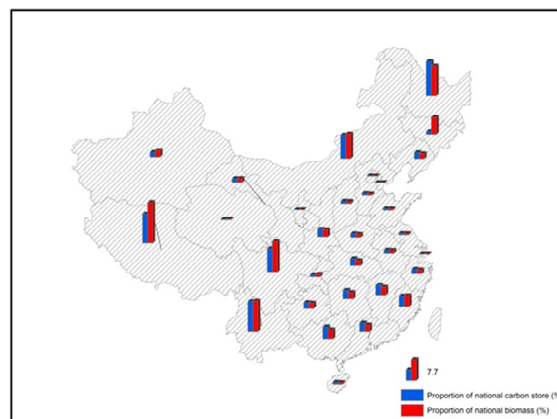 7.7
Proportion of national carbon store (%
Proportion of national biomass (%)